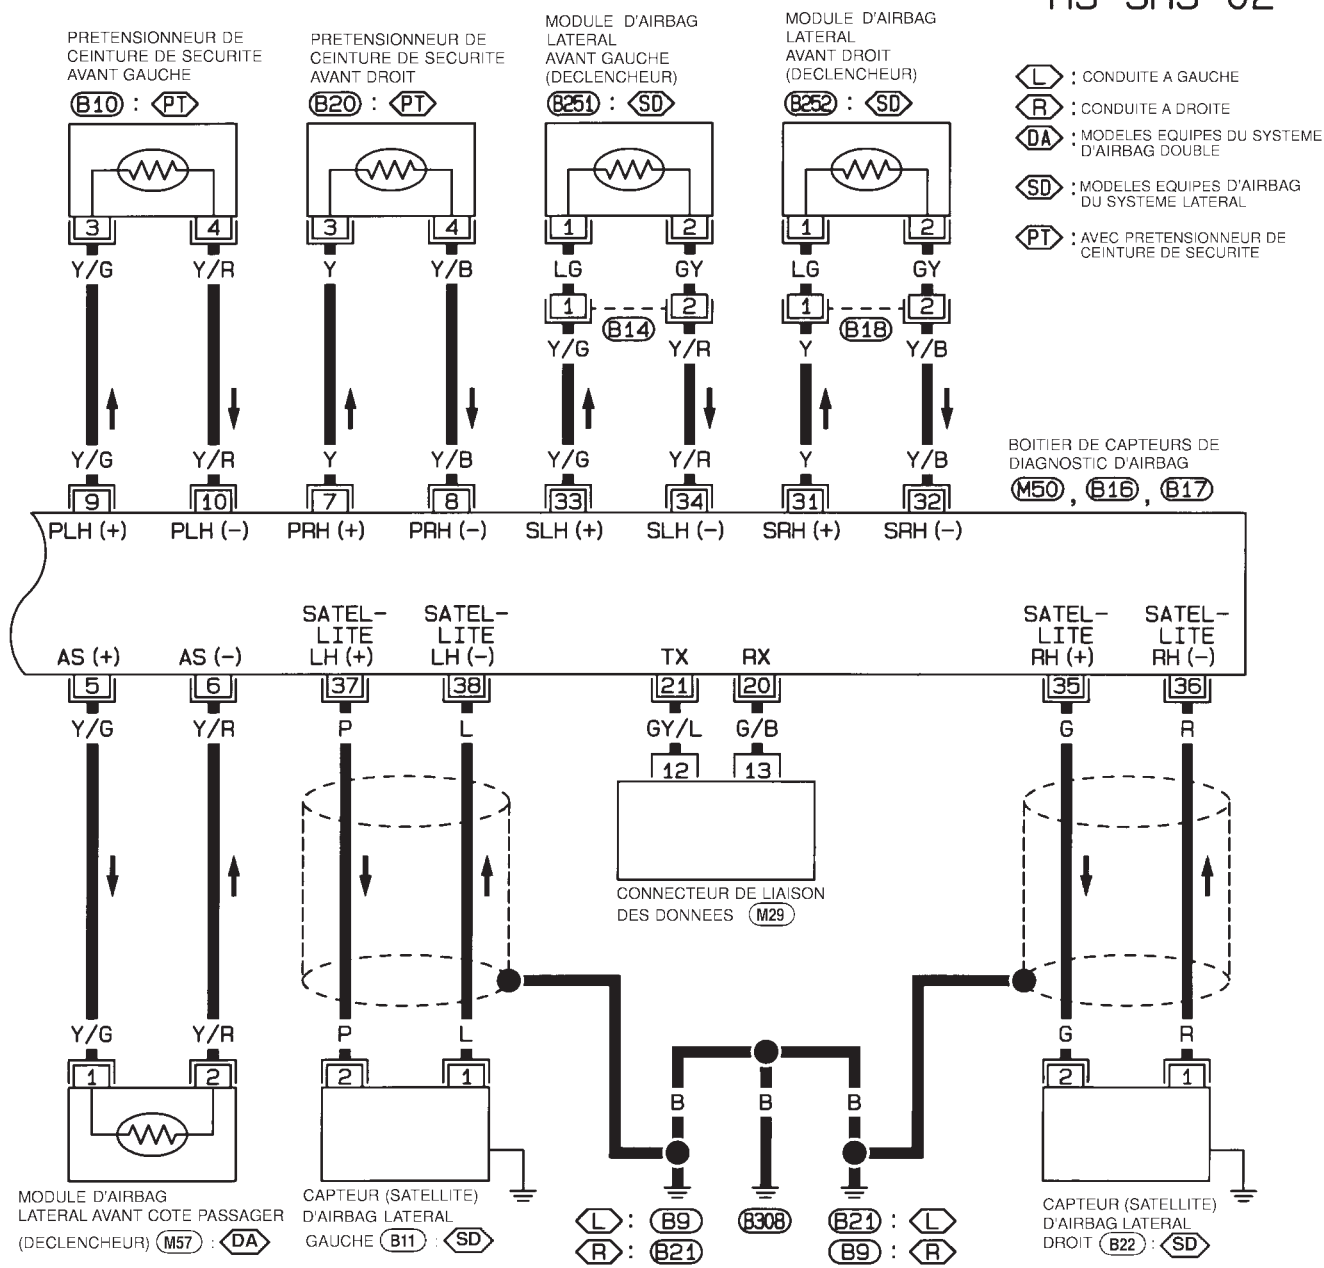 PRETENSIONNEUR DE
CEINTURE DE SECURITE
AVANT GAUCHE
B10 : PT
PRETENSIONNEUR DE
CEINTURE DE SECURITE
AVANT DROIT
B20 : PT
MODULE D'AIRBAG
LATERAL
AVANT GAUCHE
(DECLENCHEUR)
B251 : SD
MODULE D'AIRBAG
LATERAL
AVANT DROIT
(DECLENCHEUR)
B252 : SD
L : CONDUITE A GAUCHE
R : CONDUITE A DROITE
DA : MODELES EQUIPES DU SYSTEME
D'AIRBAG DOUBLE
SD : MODELES EQUIPES D'AIRBAG
DU SYSTEME LATERAL
PT : AVEC PRETENSIONNEUR DE
CEINTURE DE SECURITE
3 4 3 4 1 2 1 2
Y/G Y/R Y Y/B LG GY LG GY
1 2 1 2
B14 B18
Y/G Y/R Y Y/B
Y/G Y/R Y Y/B Y/G Y/R Y Y/B
BOITIER DE CAPTEURS DE
DIAGNOSTIC D'AIRBAG
M50 , B16 , B17
9 10 7 8 33 34 31 32
PLH (+) PLH (-) PRH (+) PRH (-) SLH (+) SLH (-) SRH (+) SRH (-)
AS (+) AS (-)
SATEL-
LITE
LH (+)
SATEL-
LITE
LH (-)
TX RX
SATEL-
LITE
RH (+)
SATEL-
LITE
RH (-)
5 6 37 38 21 20 35 36
Y/G Y/R P L GY/L G/B G R
12 13
CONNECTEUR DE LIAISON
DES DONNEES M29
Y/G Y/R P L G R
1 2 2 1 2 1
B B B
MODULE D'AIRBAG
LATERAL AVANT COTE PASSAGER
(DECLENCHEUR) M57 : DA
CAPTEUR (SATELLITE)
D'AIRBAG LATERAL
GAUCHE B11 : SD
L : B9
R : B21
B308
B21 : L
B9 : R
CAPTEUR (SATELLITE)
D'AIRBAG LATERAL
DROIT B22 : SD